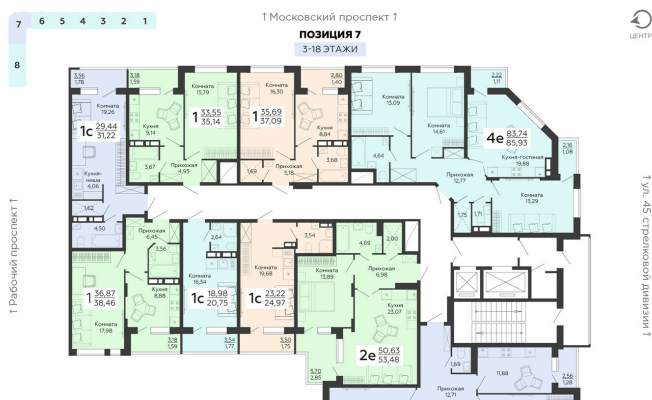 7 6 5 4 3 2 1
8
↑ Московский проспект ↑
ПОЗИЦИЯ 7
3-18 ЭТАЖИ
ЦЕНТР
↑ Рабочий проспект ↑
↑ ул. 45 стрелковой дивизии ↑
3,56
1,78
Комната
19,26
1с 29,44
31,22
Кухня-
ниша
4,06
1,62
4,50
3,18
1,59
Кухня
9,14
Комната
15,79
1 33,55
35,14
3,67
Прихожая
4,95
Комната
16,30
1 35,69
37,09
2,80
1,40
Кухня
8,84
1,69
Прихожая
5,18
3,68
Комната
13,09
Комната
14,61
4,64
2,22
1,11
4е 83,74
85,93
Кухня-гостиная
19,88
2,16
1,08
Прихожая
12,77
Комната
15,29
1,75
1,71
Прихожая
6,45
3,56
1 36,87
38,46
Комната
17,98
Кухня
8,88
3,18
1,59
2,64
Комната
16,34
1с 18,98
20,75
3,54
1,77
3,54
Комната
19,68
1с 23,22
24,97
3,50
1,75
4,69
2,00
Комната
13,89
Прихожая
6,98
Кухня
23,07
2е 50,63
53,48
5,70
2,85
1,69
Прихожая
12,71
11,88
2,56
1,28